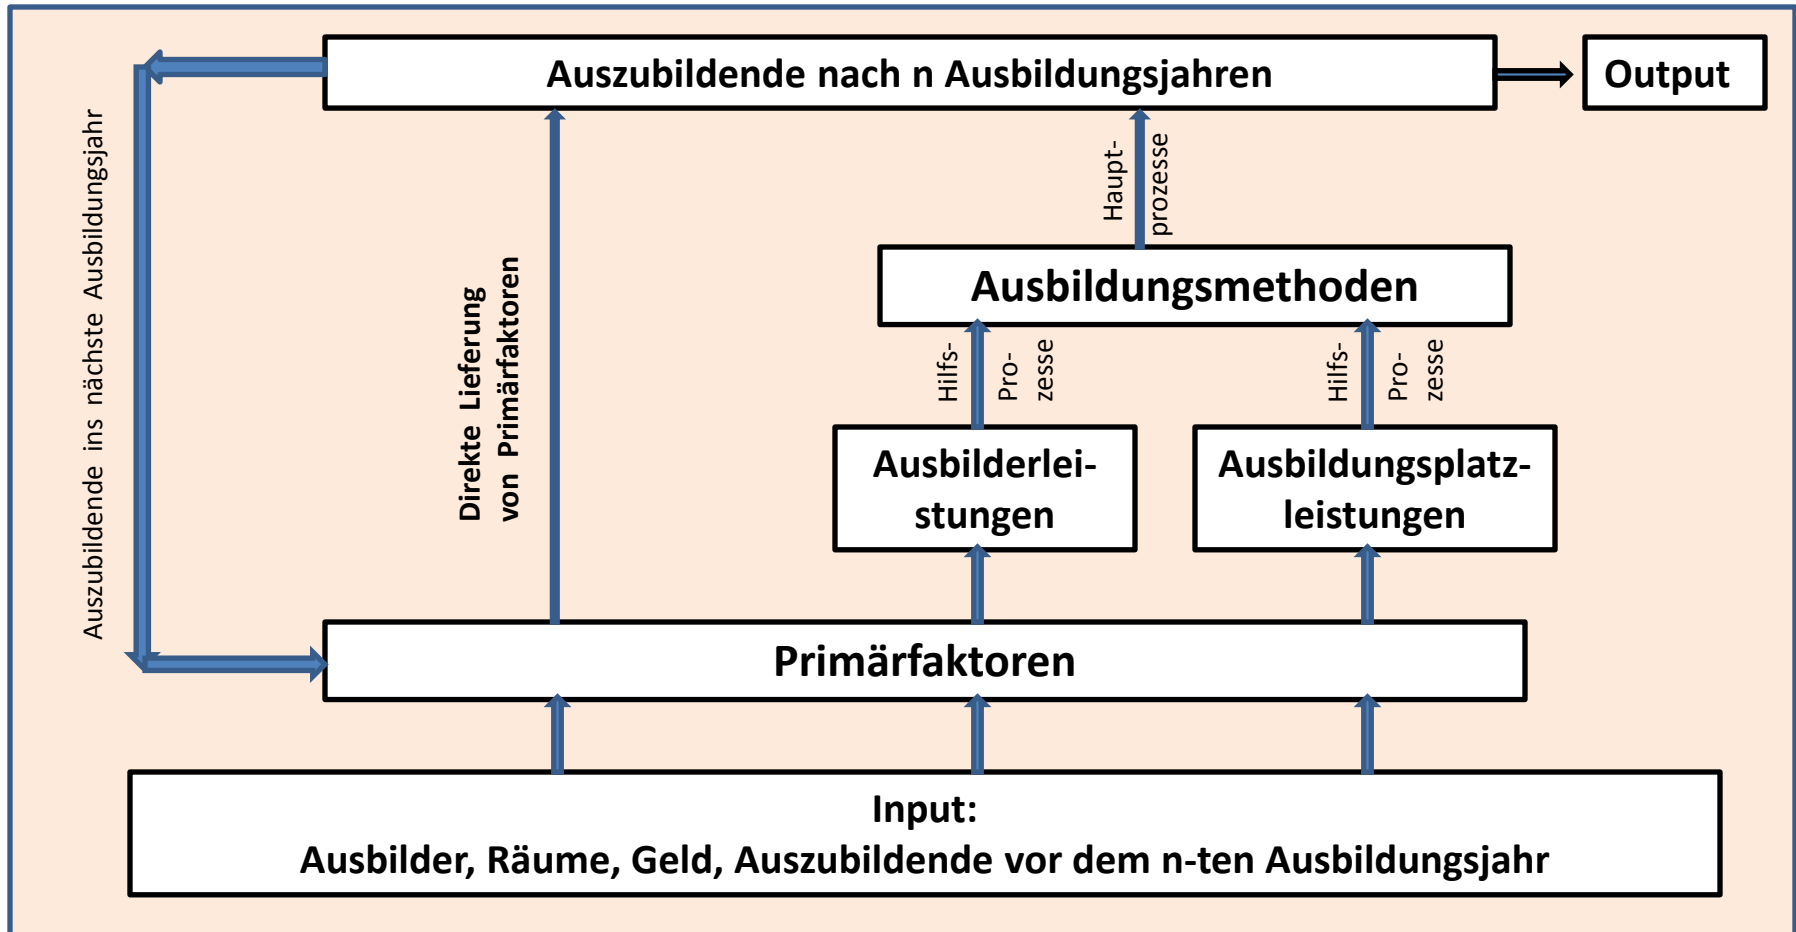 Auszubildende nach n Ausbildungsjahren
Output
Auszubildende ins nächste Ausbildungsjahr
Haupt-
prozesse
Direkte Lieferung
von Primärfaktoren
Ausbildungsmethoden
Hilfs-
Pro-
zesse
Hilfs-
Pro-
zesse
Ausbilderlei-
stungen
Ausbildungsplatz-
leistungen
Primärfaktoren
Input:
Ausbilder, Räume, Geld, Auszubildende vor dem n-ten Ausbildungsjahr